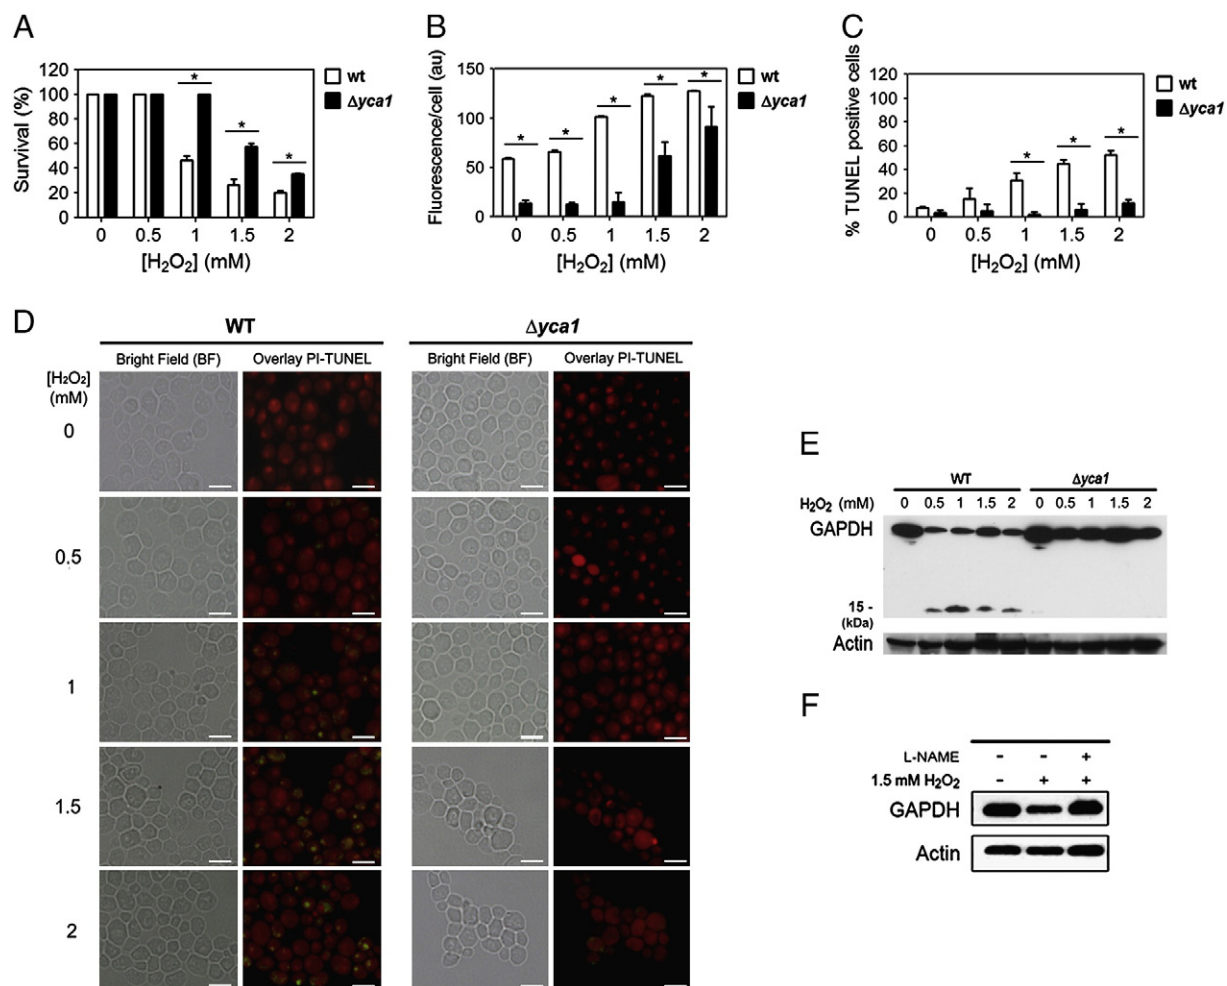 A
Survival (%)
120
100
80
60
40
20
0
* * *
0 0.5 1 1.5 2
[H₂O₂] (mM)
wt
Δyca1
B
Fluorescence/cell (au)
150
100
50
0
* * * * *
0 0.5 1 1.5 2
[H₂O₂] (mM)
wt
Δyca1
C
% TUNEL positive cells
120
100
80
60
40
20
0
* * *
0 0.5 1 1.5 2
[H₂O₂] (mM)
wt
Δyca1
D
WT Δyca1
Bright Field (BF) Overlay PI-TUNEL Bright Field (BF) Overlay PI-TUNEL
[H₂O₂]
(mM)
0
0.5
1
1.5
2
E
WT Δyca1
H₂O₂ (mM) 0 0.5 1 1.5 2 0 0.5 1 1.5 2
GAPDH
15 -
(kDa)
Actin
F
L-NAME - - +
1.5 mM H₂O₂ - + +
GAPDH
Actin